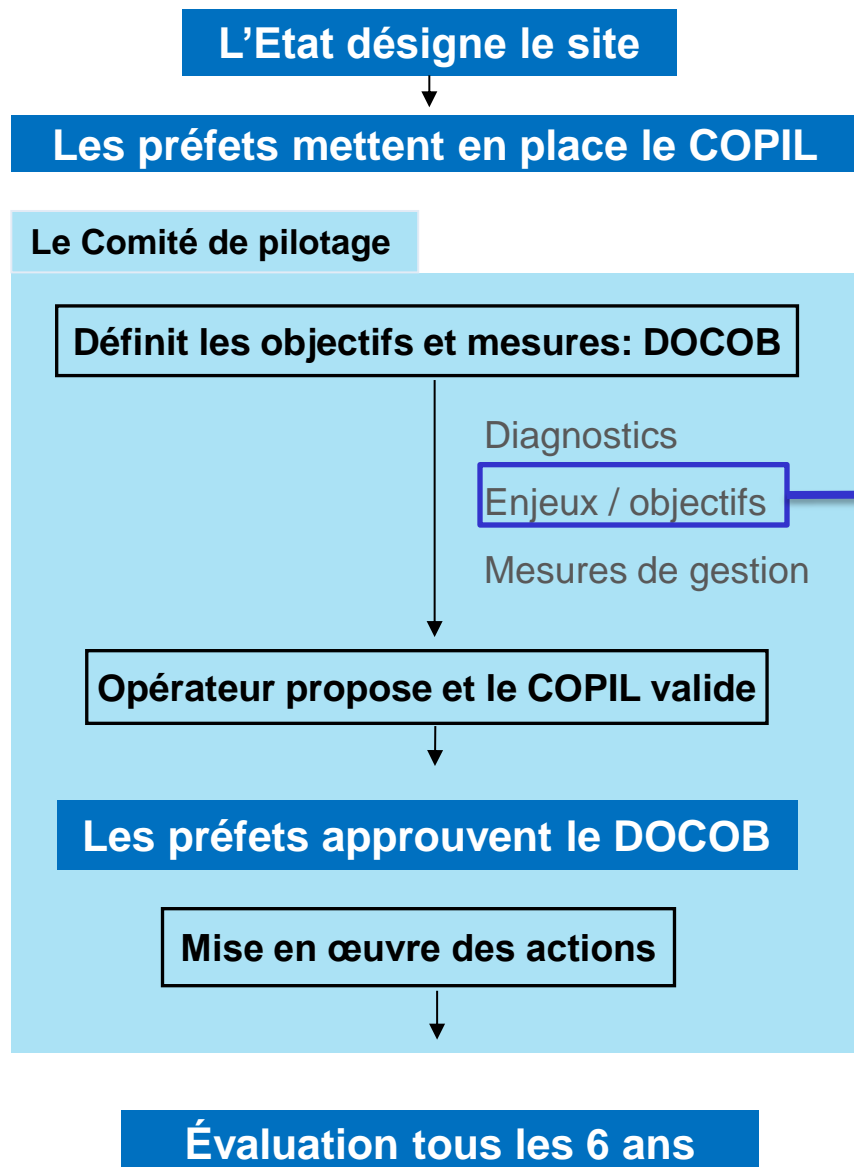 L'Etat désigne le site
Les préfets mettent en place le COPIL
Le Comité de pilotage
Définit les objectifs et mesures: DOCOB
Diagnostics
Enjeux / objectifs
Mesures de gestion
Opérateur propose et le COPIL valide
Les préfets approuvent le DOCOB
Mise en œuvre des actions
Évaluation tous les 6 ans